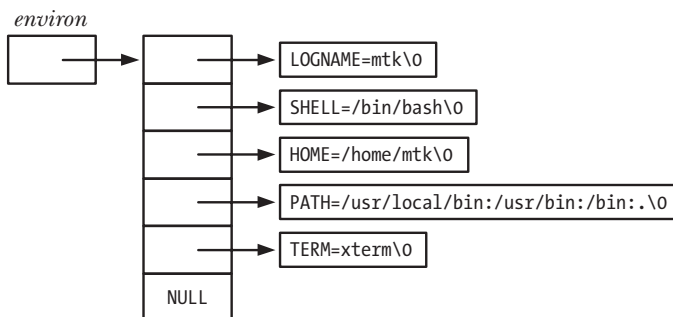 environ
LOGNAME=mtk\0
SHELL=/bin/bash\0
HOME=/home/mtk\0
PATH=/usr/local/bin:/usr/bin:/bin:.\0
TERM=xterm\0
NULL